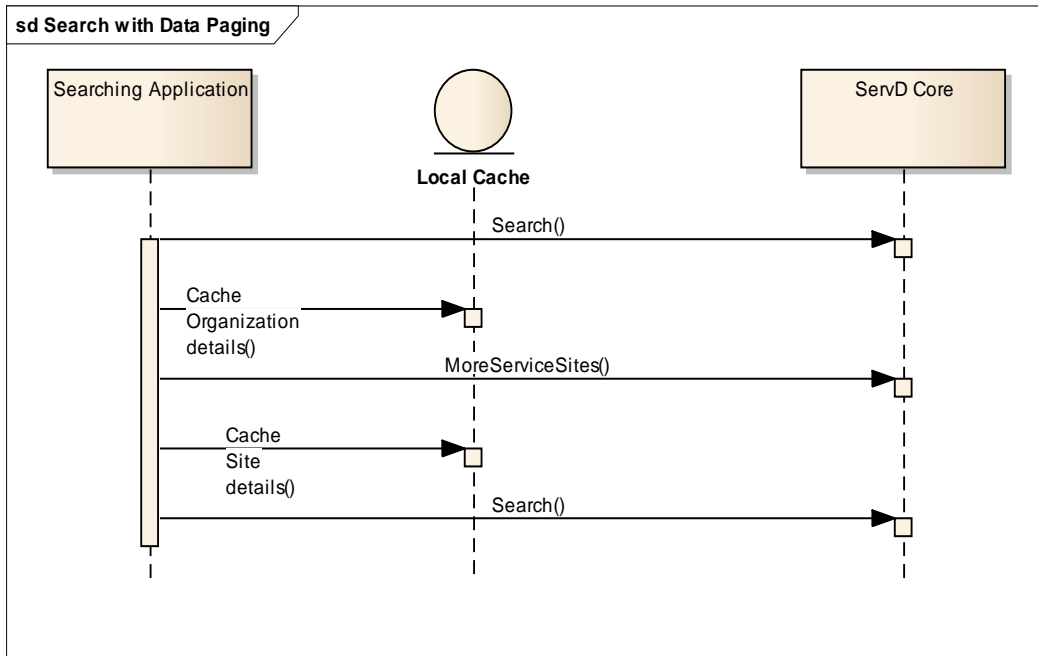 sd Search with Data Paging
Searching Application
ServD Core
Local Cache
Search()
Cache
Organization
details()
MoreServiceSites()
Cache
Site
details()
Search()